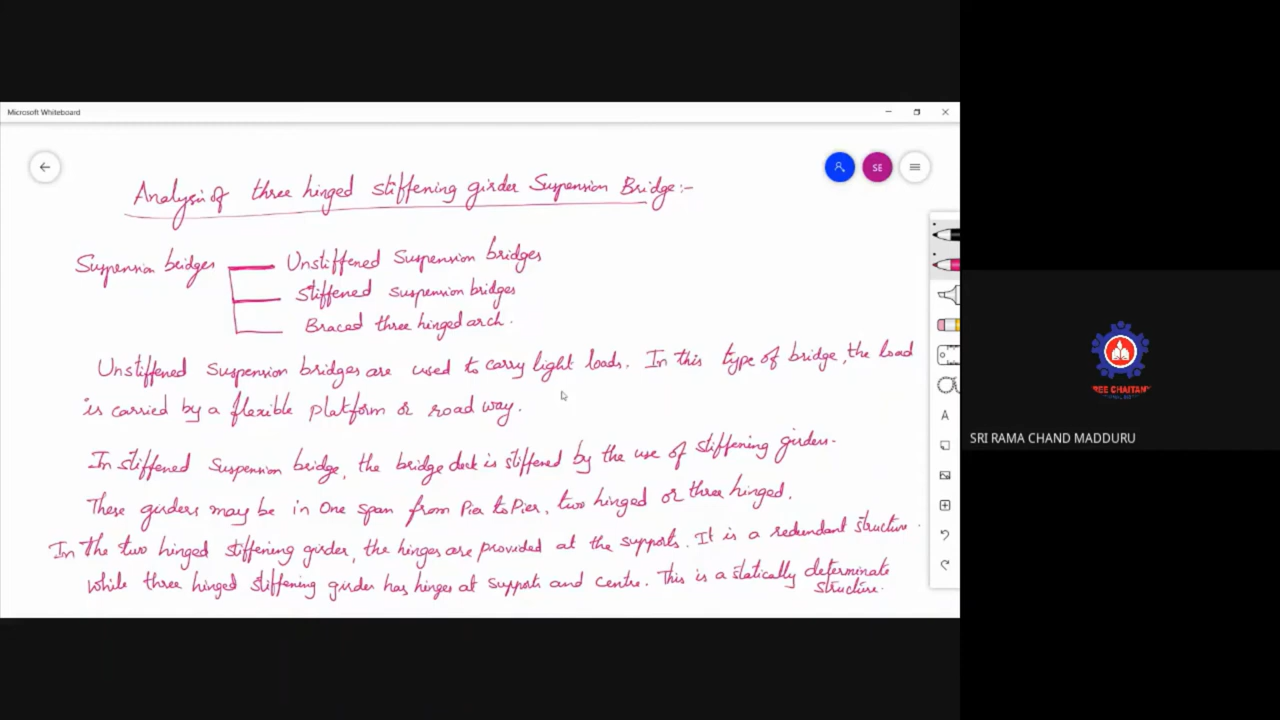 Microsoft Whiteboard
SE
Analysis of three hinged stiffening girder Suspension Bridge:-
Suspension bridges
Unstiffened Suspension bridges
Stiffened suspension bridges
Braced three hinged arch.
Unstiffened Suspension bridges are used to carry light loads. In this type of bridge, the load
is carried by a flexible platform or road way.
In stiffened suspension bridge, the bridge deck is stiffened by the use of stiffening girders.
These girders may be in One span from Pia to Pier, two hinged or three hinged.
In the two hinged stiffening girder, the hinges are provided at the supports. It is a redundant structure.
while three hinged stiffening girder has hinges at supports and centre. This is a statically determinate
structure.
A
REE CHAITANY
SRI RAMA CHAND MADDURU